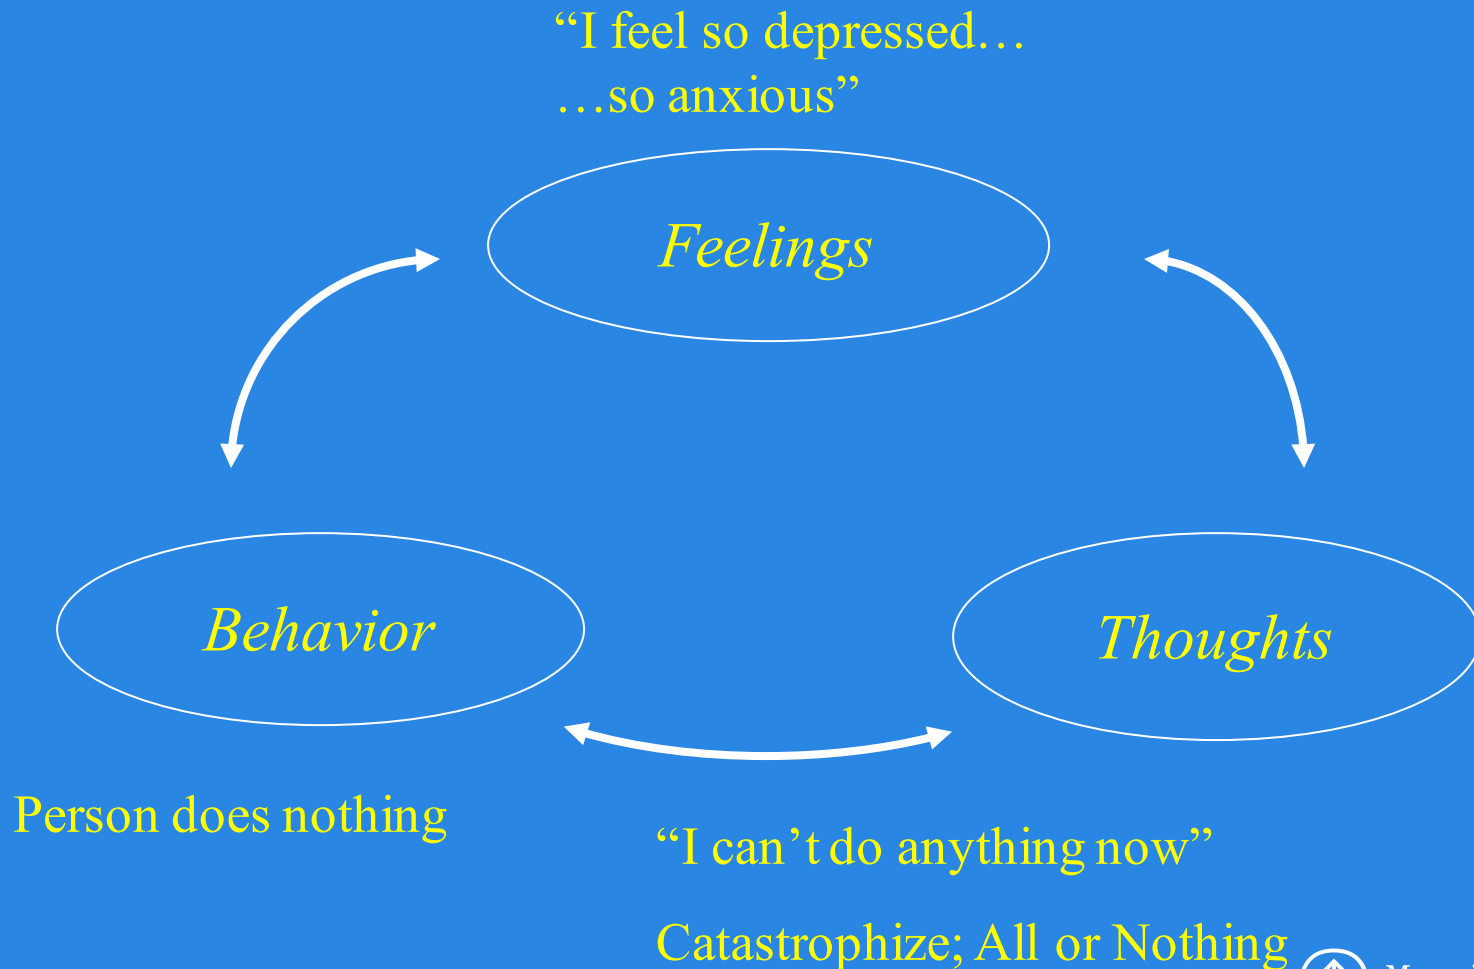 “I feel so depressed…
…so anxious”
Feelings
Behavior
Thoughts
Person does nothing
“I can’t do anything now”
Catastrophize; All or Nothing